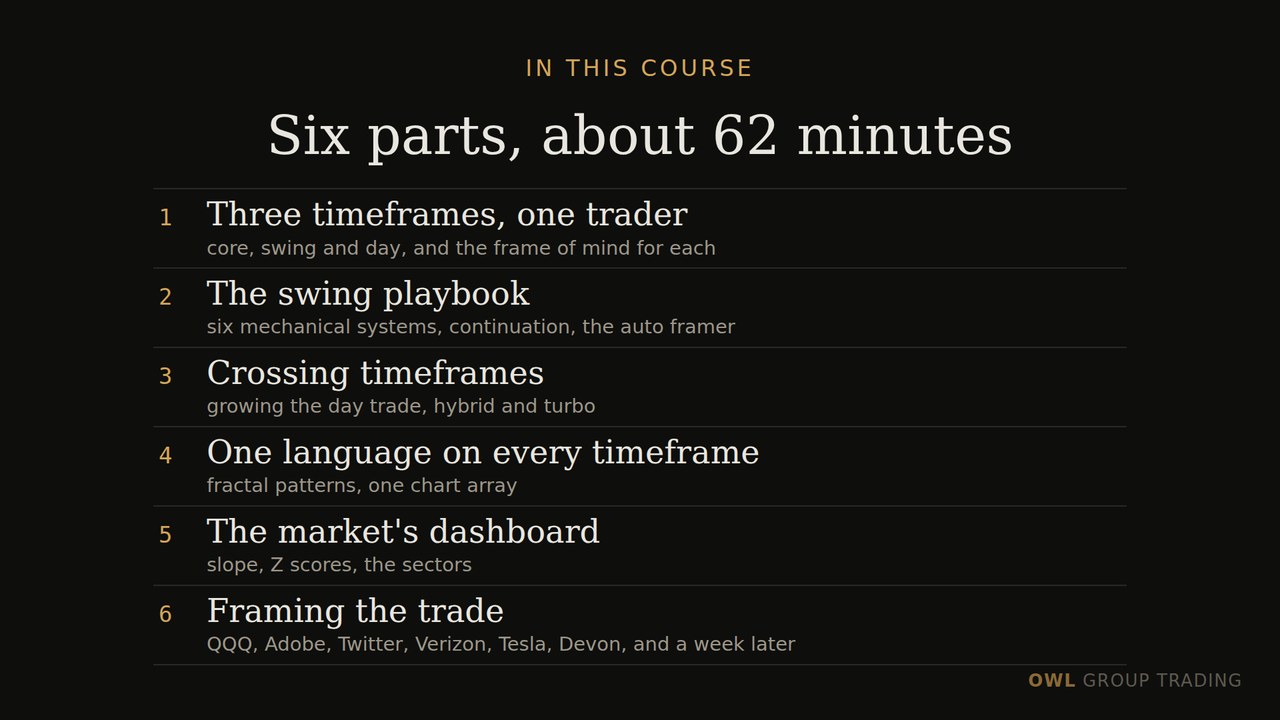 IN THIS COURSE
Six parts, about 62 minutes
1 Three timeframes, one trader
core, swing and day, and the frame of mind for each
2 The swing playbook
six mechanical systems, continuation, the auto framer
3 Crossing timeframes
growing the day trade, hybrid and turbo
4 One language on every timeframe
fractal patterns, one chart array
5 The market's dashboard
slope, Z scores, the sectors
6 Framing the trade
QQQ, Adobe, Twitter, Verizon, Tesla, Devon, and a week later
OWL GROUP TRADING